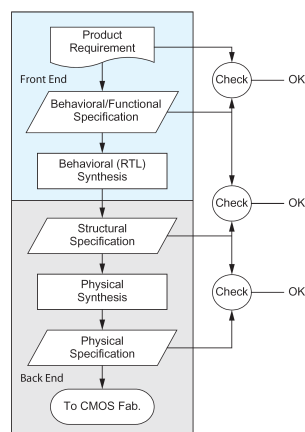 Product
Requirement
Front End
Check
OK
Behavioral/Functional
Specification
Behavioral (RTL)
Synthesis
Check
OK
Structural
Specification
Physical
Synthesis
Check
OK
Physical
Specification
Back End
To CMOS Fab.